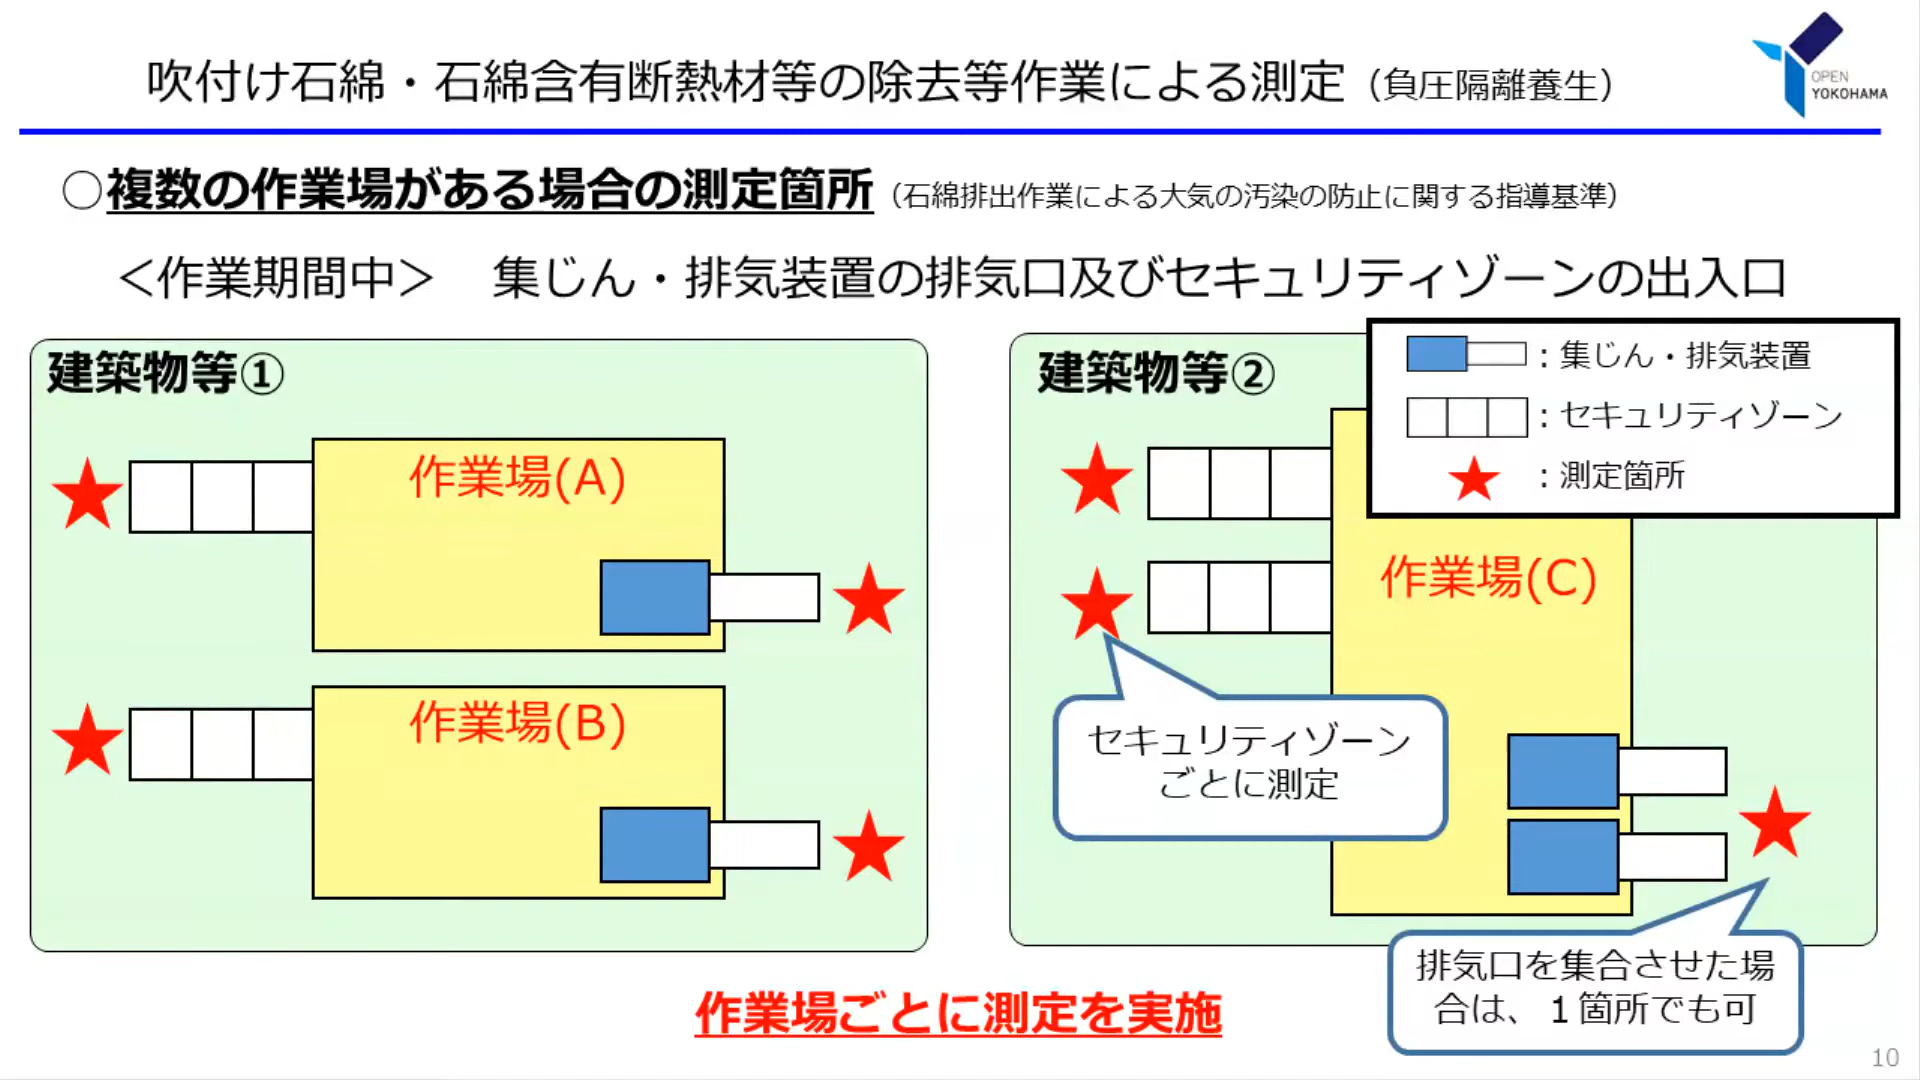 吹付け石綿・石綿含有断熱材等の除去等作業による測定（負圧隔離養生）
OPEN
YOKOHAMA
○複数の作業場がある場合の測定箇所（石綿排出作業による大気の汚染の防止に関する指導基準）
＜作業期間中＞　集じん・排気装置の排気口及びセキュリティゾーンの出入口
建築物等①
作業場(A)
作業場(B)
建築物等②
：集じん・排気装置
：セキュリティゾーン
：測定箇所
作業場(C)
セキュリティゾーン
ごとに測定
排気口を集合させた場
合は、１箇所でも可
作業場ごとに測定を実施
10